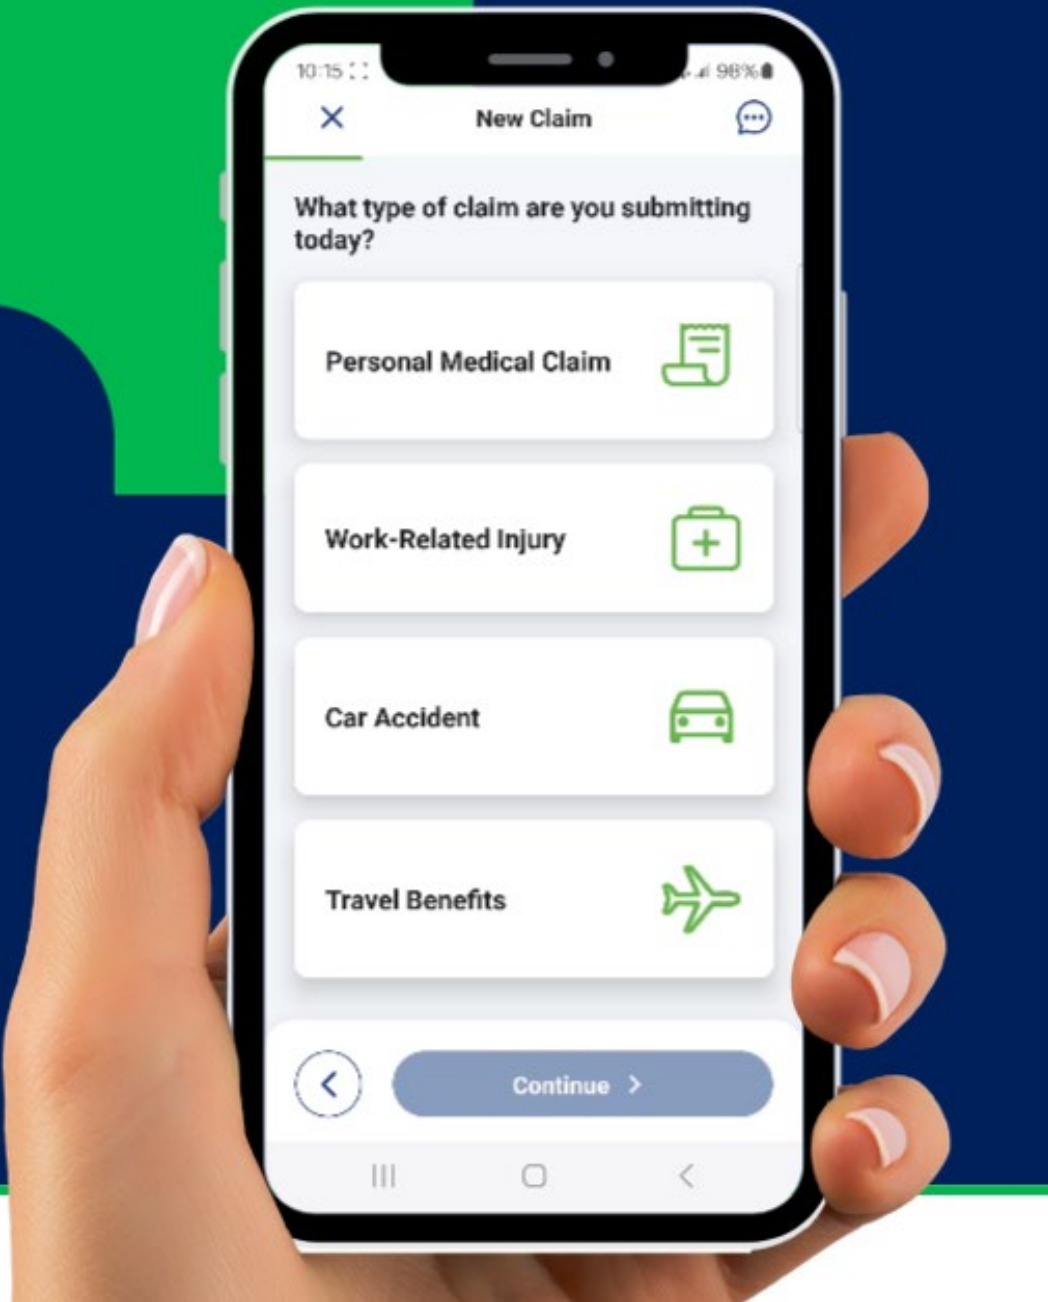 10:15
98%
New Claim
What type of claim are you submitting
today?
Personal Medical Claim
Work-Related Injury
Car Accident
Travel Benefits
Continue